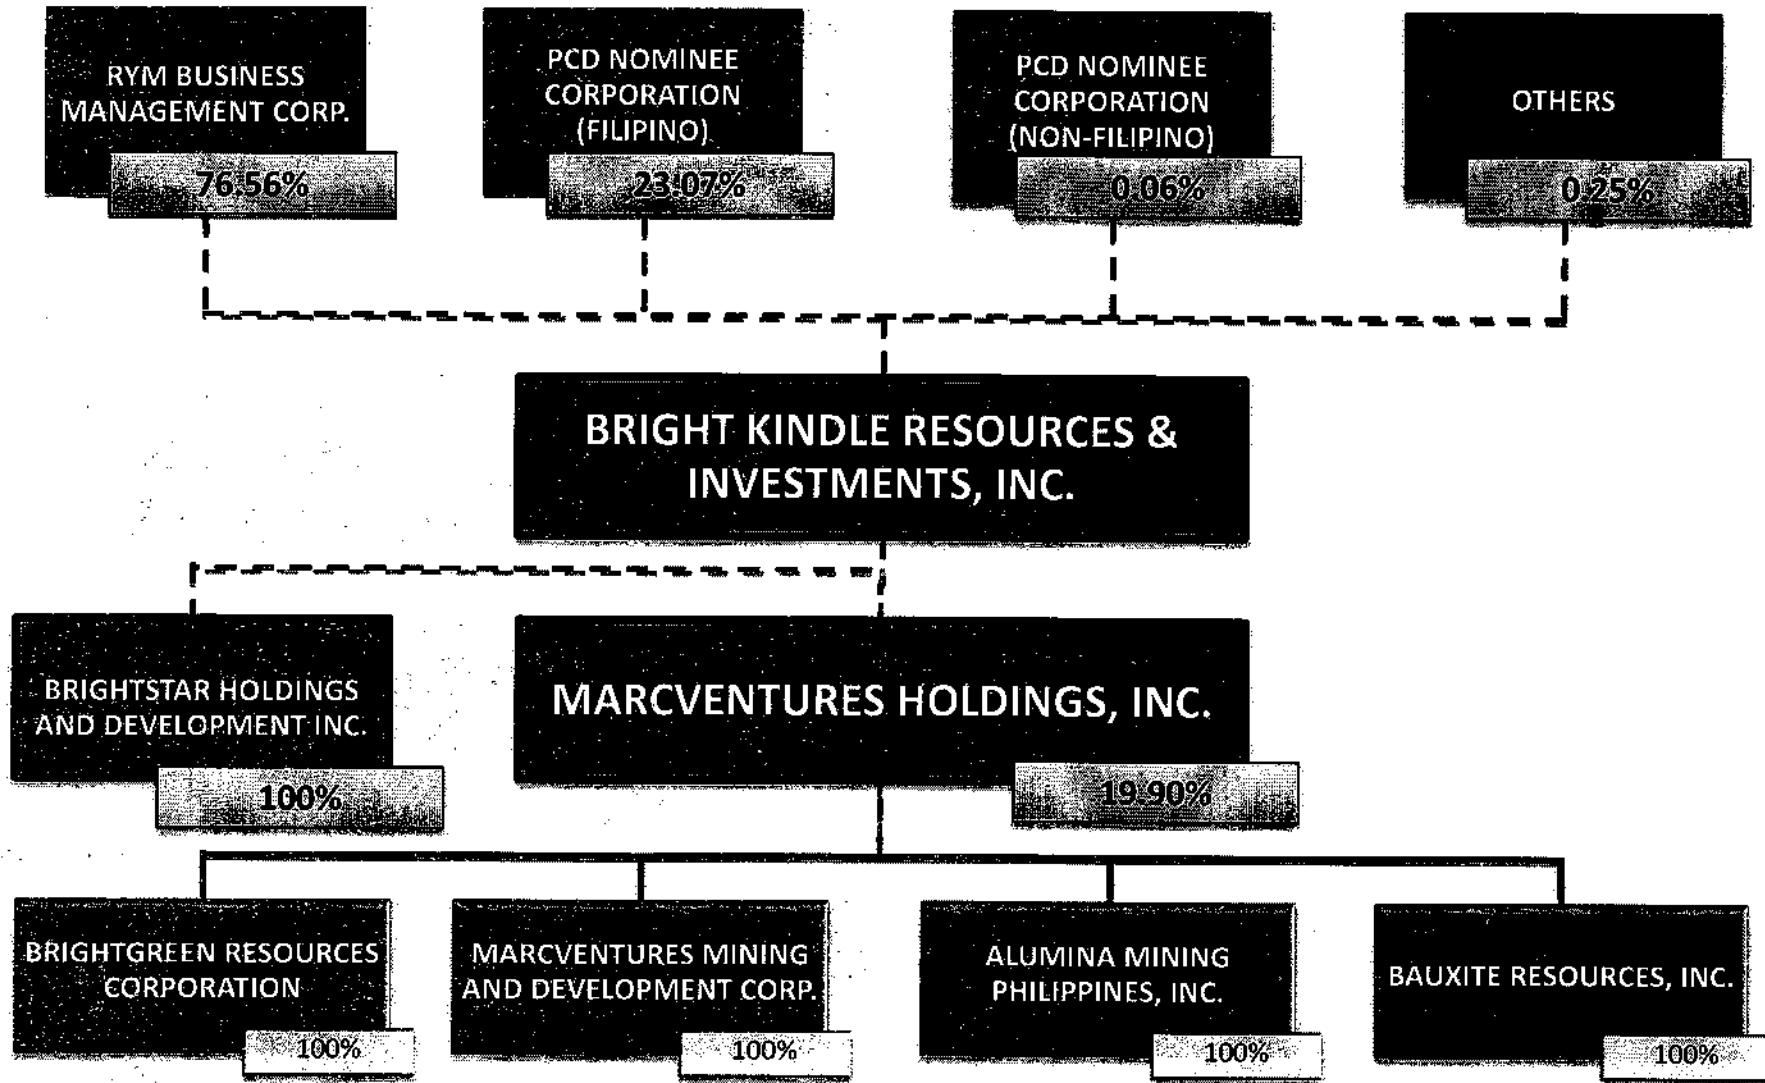 RYM BUSINESS
MANAGEMENT CORP.
76.56%
PCD NOMINEE
CORPORATION
(FILIPINO)
23.07%
PCD NOMINEE
CORPORATION
(NON-FILIPINO)
0.06%
OTHERS
0.25%
BRIGHT KINDLE RESOURCES &
INVESTMENTS, INC.
BRIGHTSTAR HOLDINGS
AND DEVELOPMENT INC.
100%
MARCVENTURES HOLDINGS, INC.
19.90%
BRIGHTGREEN RESOURCES
CORPORATION
100%
MARCVENTURES MINING
AND DEVELOPMENT CORP.
100%
ALUMINA MINING
PHILIPPINES, INC.
100%
BAUXITE RESOURCES, INC.
100%